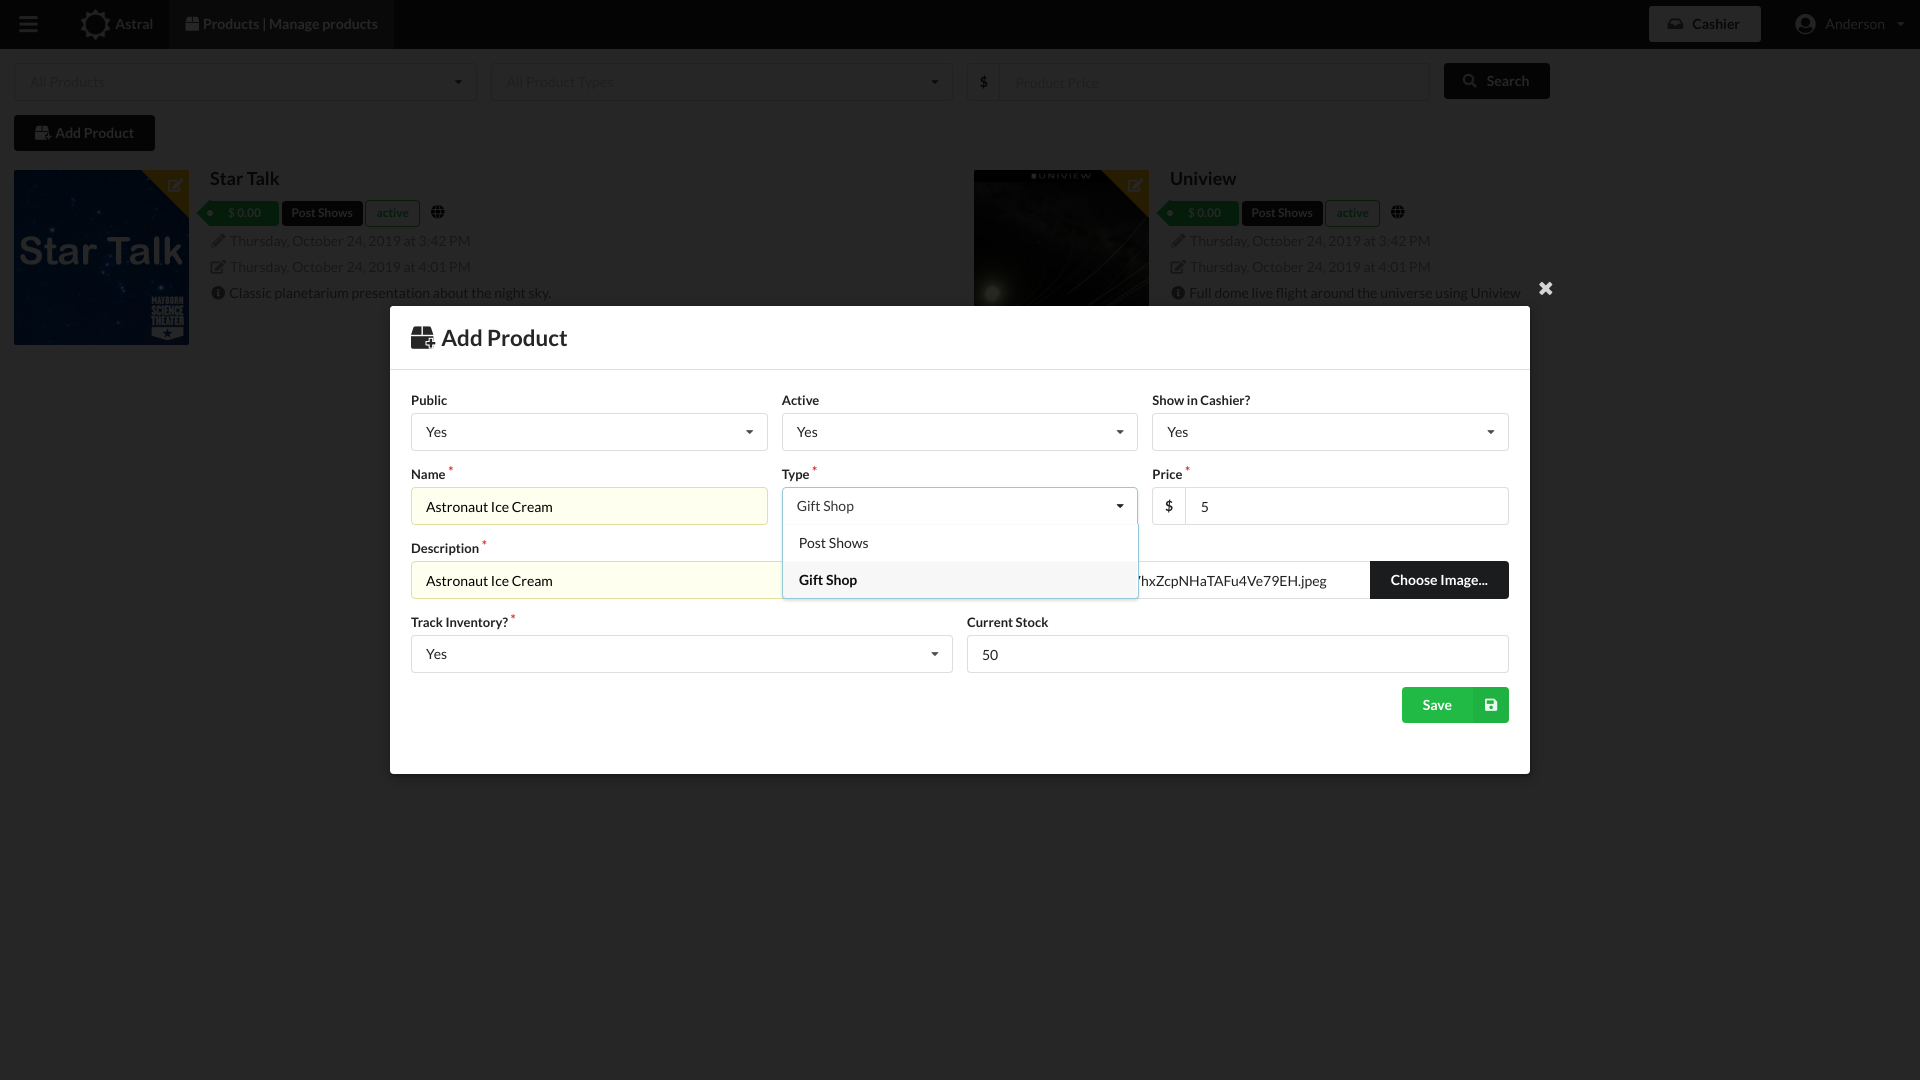 Astral
Products | Manage products
Cashier
Anderson
All Products
All Product Types
$
Product Price
Search
Add Product
Star Talk
MAYBORN
SCIENCE
THEATER
Star Talk
$ 0.00
Post Shows
active
Thursday, October 24, 2019 at 3:42 PM
Thursday, October 24, 2019 at 4:01 PM
Classic planetarium presentation about the night sky.
UNIVIEW
Uniview
$ 0.00
Post Shows
active
Thursday, October 24, 2019 at 3:42 PM
Thursday, October 24, 2019 at 4:01 PM
Full dome live flight around the universe using Uniview
Add Product
Public
Active
Show in Cashier?
Yes
Yes
Yes
Name *
Type *
Price *
Astronaut Ice Cream
Gift Shop
$
5
Post Shows
Gift Shop
Description *
Astronaut Ice Cream
hxZcpNHaTAFu4Ve79EH.jpeg
Choose Image...
Track Inventory? *
Current Stock
Yes
50
Save